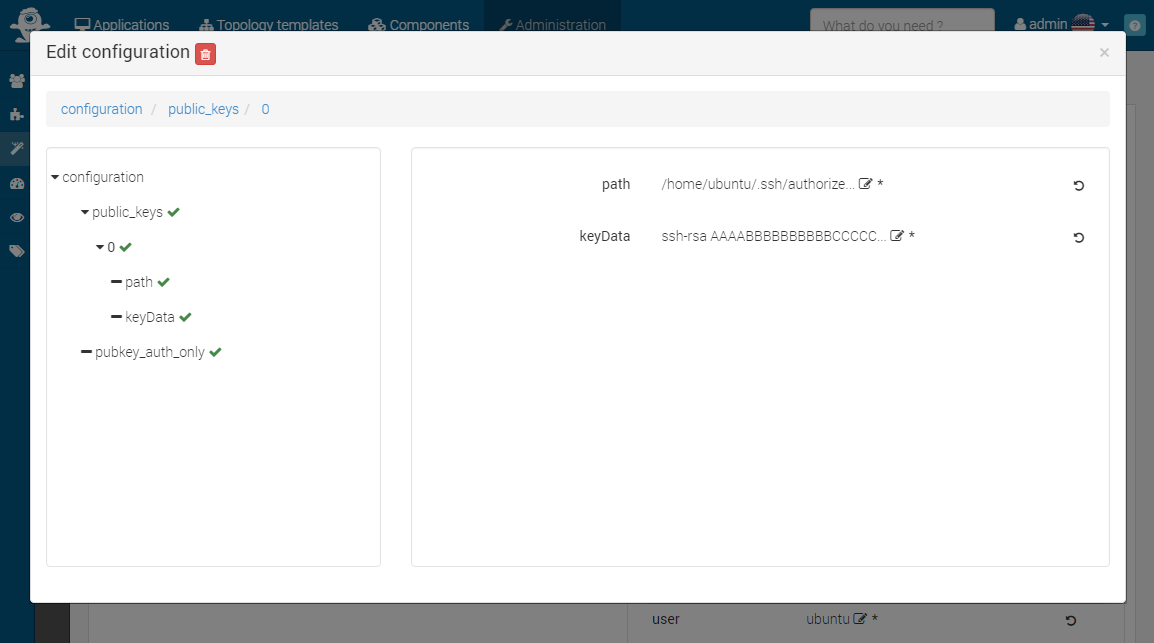 Applications Topology templates Components Administration What do you need ? admin
Edit configuration ×
configuration / public_keys / 0
configuration
public_keys
0
path
keyData
pubkey_auth_only
path /home/ubuntu/.ssh/authorize... *
keyData ssh-rsa AAAABBBBBBBBBBCCCCC... *
user ubuntu *